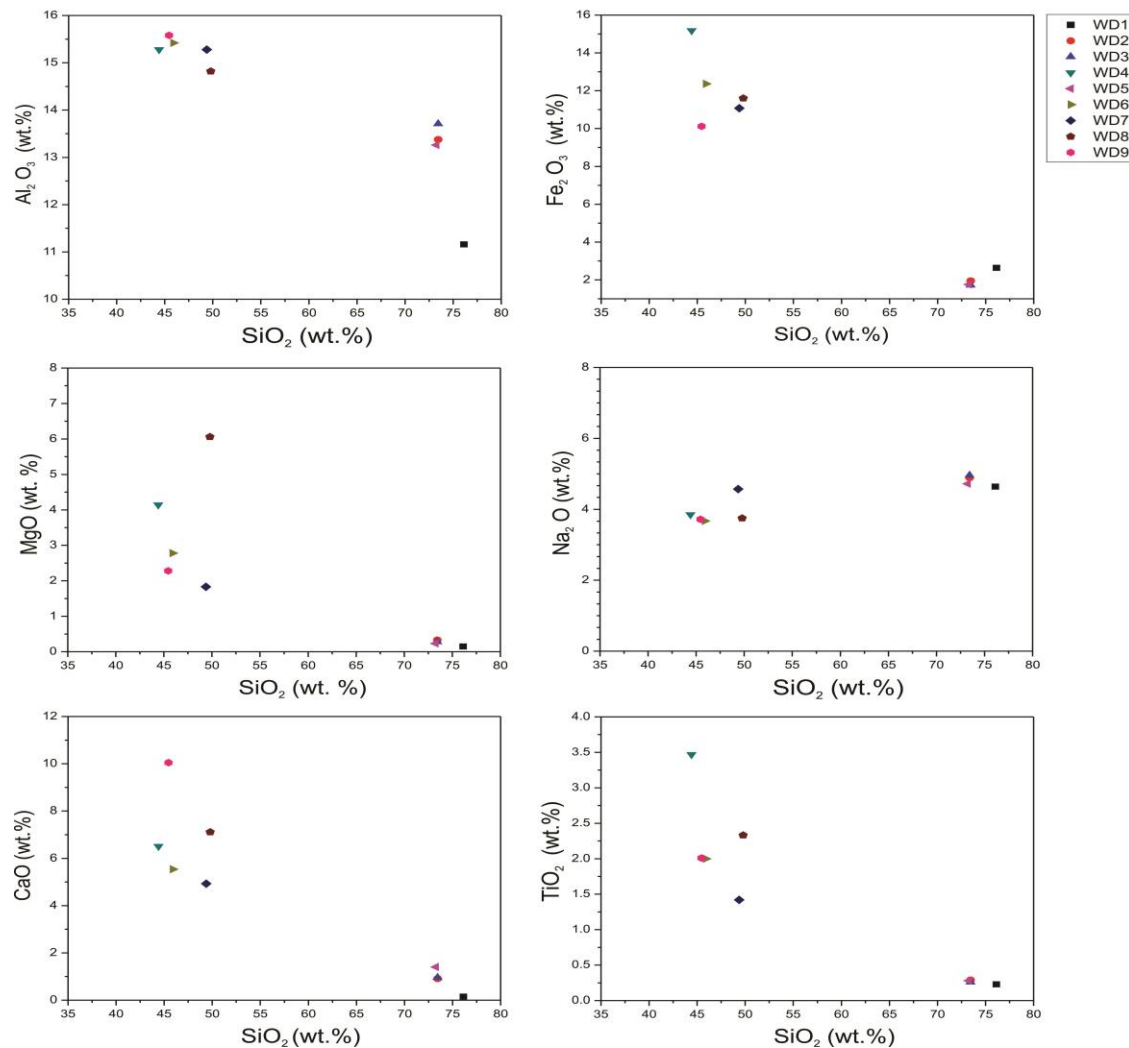 Al₂ O₃ (wt.%)
16
15
14
13
12
11
10
35 40 45 50 55 60 65 70 75 80
SiO₂ (wt.%)
Fe₂ O₃ (wt.%)
16
14
12
10
8
6
4
2
35 40 45 50 55 60 65 70 75 80
SiO₂ (wt.%)
WD1
WD2
WD3
WD4
WD5
WD6
WD7
WD8
WD9
MgO (wt. %)
8
7
6
5
4
3
2
1
0
35 40 45 50 55 60 65 70 75 80
SiO₂ (wt. %)
Na₂ O (wt.%)
8
6
4
2
0
35 40 45 50 55 60 65 70 75 80
SiO₂ (wt.%)
CaO (wt.%)
12
10
8
6
4
2
0
35 40 45 50 55 60 65 70 75 80
SiO₂ (wt.%)
TiO₂ (wt.%)
4.0
3.5
3.0
2.5
2.0
1.5
1.0
0.5
0.0
35 40 45 50 55 60 65 70 75 80
SiO₂ (wt.%)